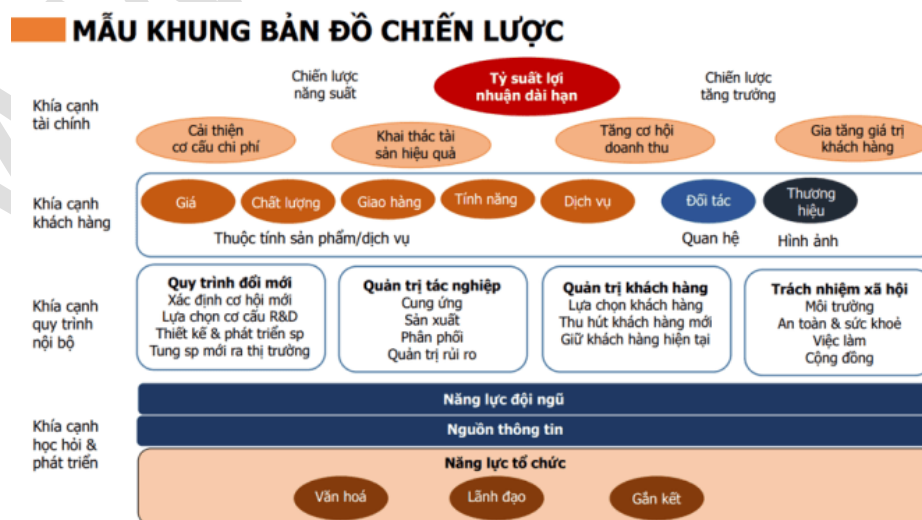 MẪU KHUNG BẢN ĐỒ CHIẾN LƯỢC
Khía cạnh
tài chính
Chiến lược
năng suất
Tỷ suất lợi
nhuận dài hạn
Chiến lược
tăng trưởng
Cải thiện
cơ cấu chi phí
Khai thác tài
sản hiệu quả
Tăng cơ hội
doanh thu
Gia tăng giá trị
khách hàng
Khía cạnh
khách hàng
Giá
Chất lượng
Giao hàng
Tính năng
Dịch vụ
Đối tác
Thương
hiệu
Thuộc tính sản phẩm/dịch vụ
Quan hệ
Hình ảnh
Khía cạnh
quy trình
nội bộ
Quy trình đổi mới
Xác định cơ hội mới
Lựa chọn cơ cấu R&D
Thiết kế & phát triển sp
Tung sp mới ra thị trường
Quản trị tác nghiệp
Cung ứng
Sản xuất
Phân phối
Quản trị rủi ro
Quản trị khách hàng
Lựa chọn khách hàng
Thu hút khách hàng mới
Giữ khách hàng hiện tại
Trách nhiệm xã hội
Môi trường
An toàn & sức khoẻ
Việc làm
Cộng đồng
Khía cạnh
học hỏi &
phát triển
Năng lực đội ngũ
Nguồn thông tin
Năng lực tổ chức
Văn hoá
Lãnh đạo
Gắn kết